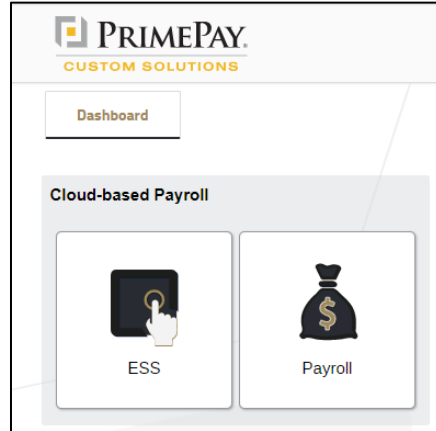 PRIMEPAY.
CUSTOM SOLUTIONS
Dashboard
Cloud-based Payroll
$
ESS
Payroll